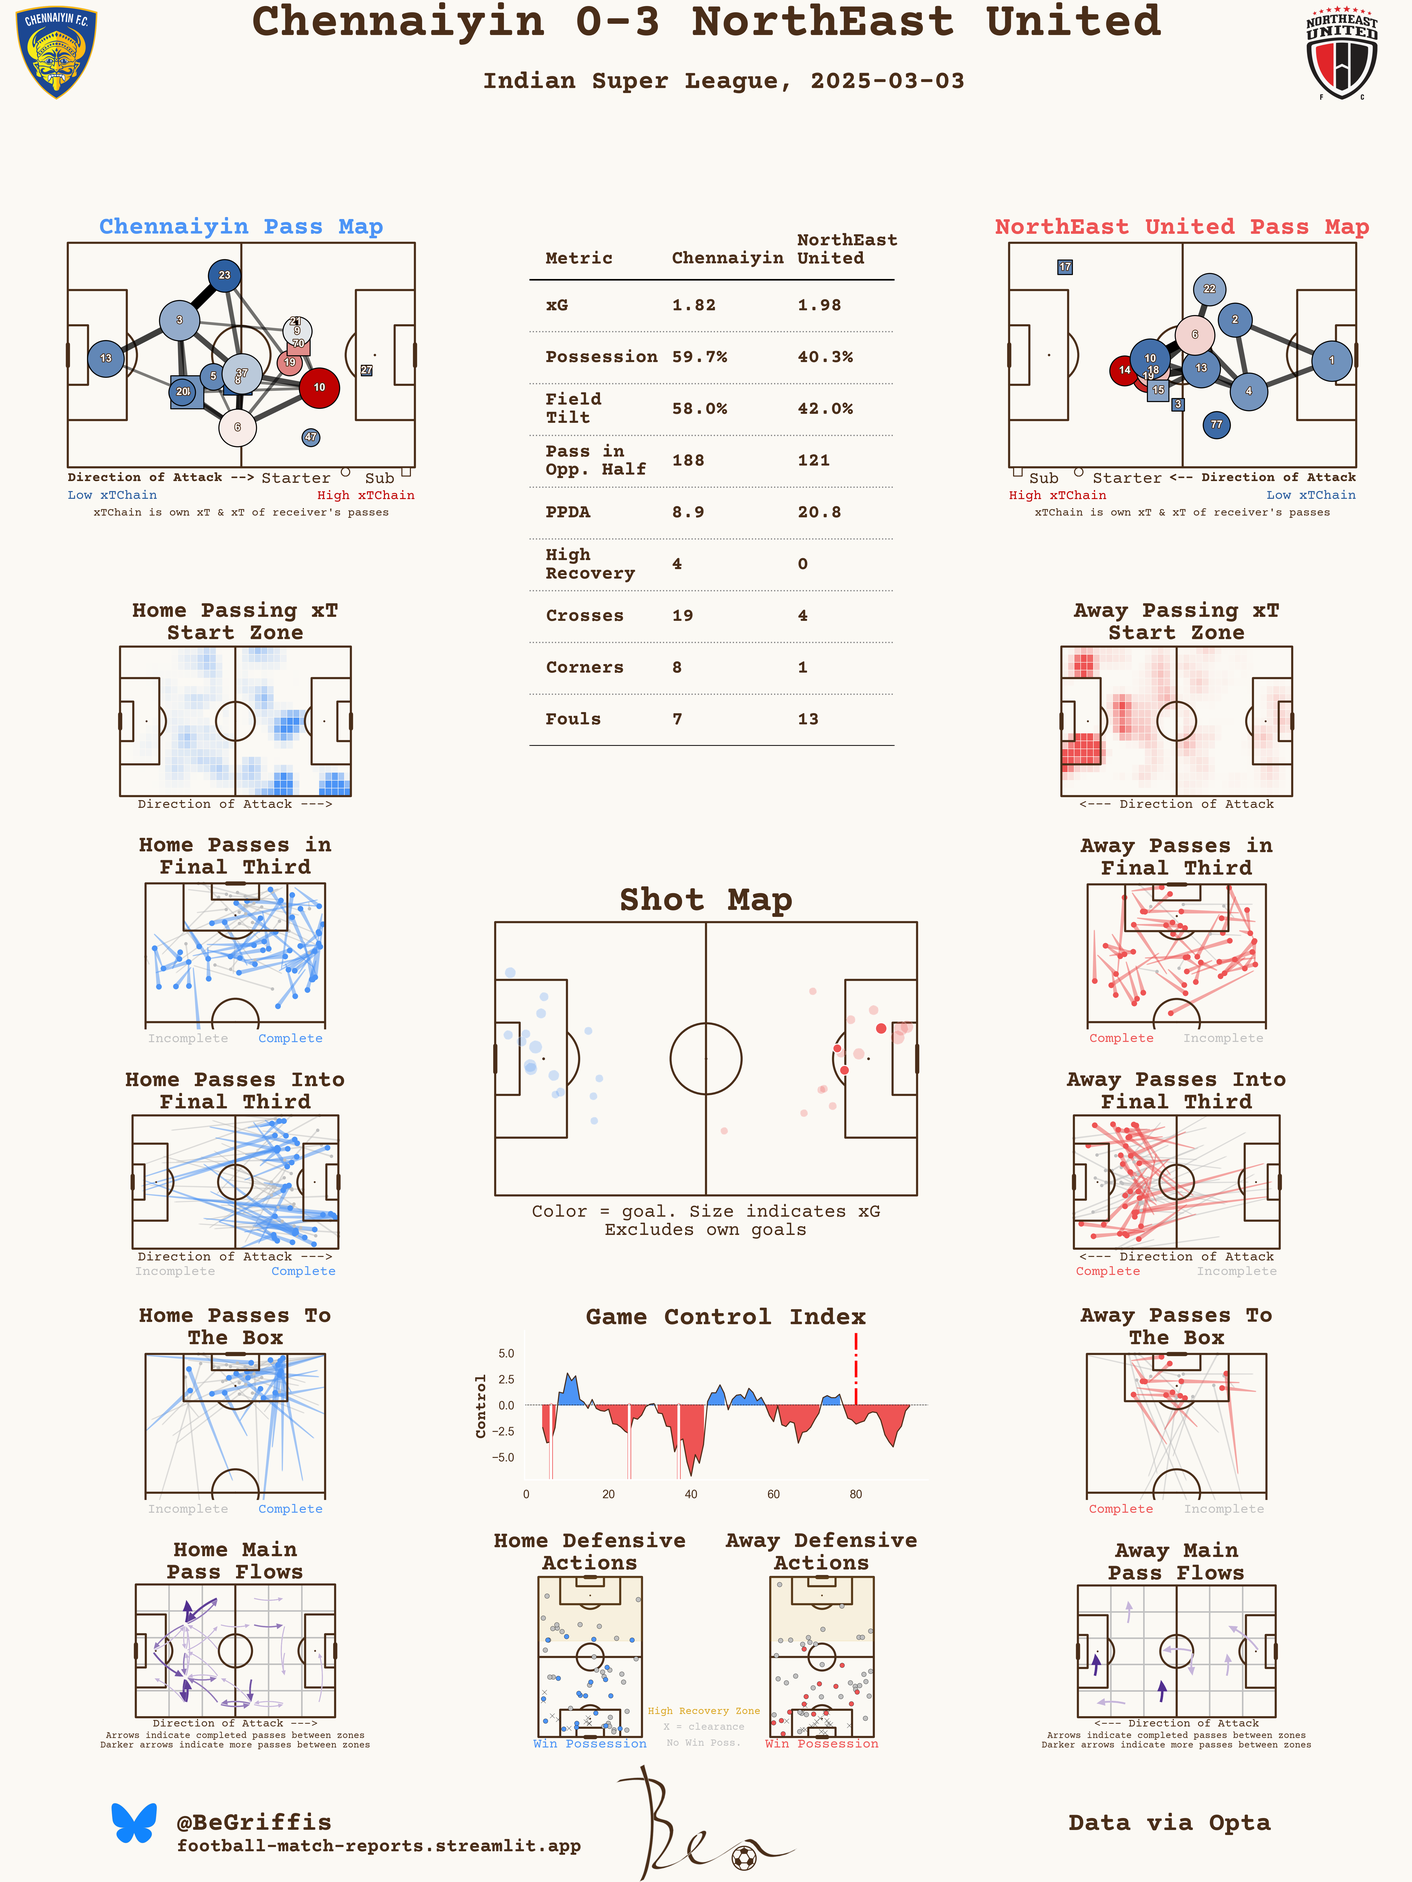 Chennaiyin 0-3 NorthEast United
Indian Super League, 2025-03-03
CHENNAIYIN F.C.
NORTHEAST
UNITED
F C
Chennaiyin Pass Map
23
3
13
21
9
70
19
10
27
5
37
8
20
6
47
Direction of Attack --> Starter Sub
Low xTChain High xTChain
xTChain is own xT & xT of receiver's passes
Metric Chennaiyin NorthEast United
xG 1.82 1.98
Possession 59.7% 40.3%
Field Tilt 58.0% 42.0%
Pass in Opp. Half 188 121
PPDA 8.9 20.8
High Recovery 4 0
Crosses 19 4
Corners 8 1
Fouls 7 13
NorthEast United Pass Map
17
22
2
6
1
10
14
18
19
13
15
4
3
77
Sub Starter <-- Direction of Attack
High xTChain Low xTChain
xTChain is own xT & xT of receiver's passes
Home Passing xT
Start Zone
Direction of Attack --->
Away Passing xT
Start Zone
<--- Direction of Attack
Home Passes in
Final Third
Incomplete Complete
Away Passes in
Final Third
Complete Incomplete
Shot Map
Color = goal. Size indicates xG
Excludes own goals
Home Passes Into
Final Third
Direction of Attack --->
Incomplete Complete
Away Passes Into
Final Third
<--- Direction of Attack
Complete Incomplete
Home Passes To
The Box
Incomplete Complete
Game Control Index
Control
5.0
2.5
0.0
−2.5
−5.0
0 20 40 60 80
Away Passes To
The Box
Complete Incomplete
Home Main
Pass Flows
Direction of Attack --->
Arrows indicate completed passes between zones
Darker arrows indicate more passes between zones
Home Defensive
Actions
Win Possession
Away Defensive
Actions
Win Possession
High Recovery Zone
X = clearance
No Win Poss.
Away Main
Pass Flows
<--- Direction of Attack
Arrows indicate completed passes between zones
Darker arrows indicate more passes between zones
@BeGriffis
football-match-reports.streamlit.app
Ben
Data via Opta